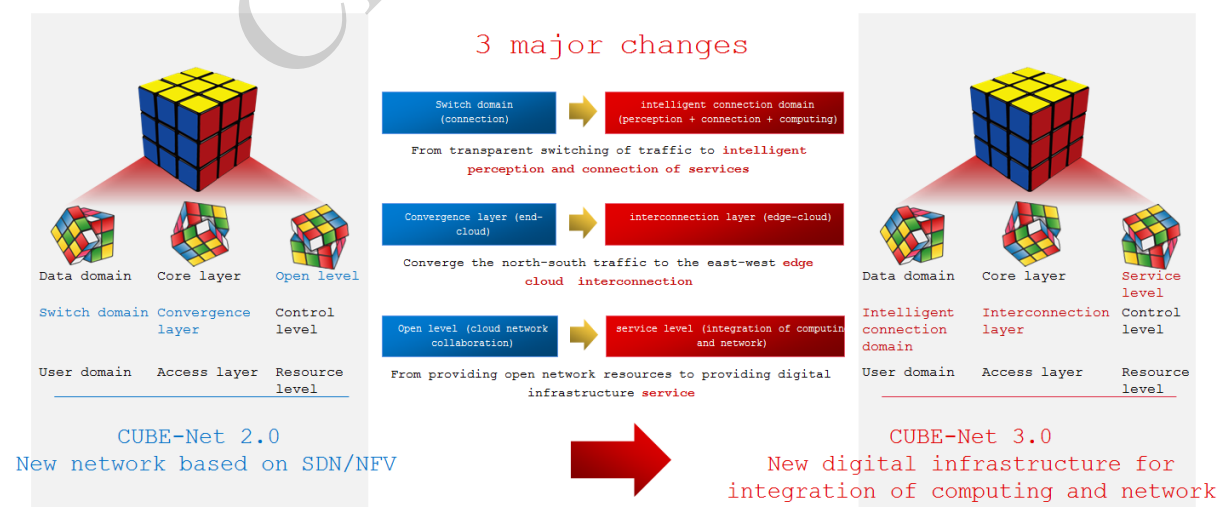 3 major changes
Data domain
Core layer
Open level
Switch domain
Convergence
layer
Control
level
User domain
Access layer
Resource
level
CUBE-Net 2.0
New network based on SDN/NFV
Switch domain
(connection)
intelligent connection domain
(perception + connection + computing)
From transparent switching of traffic to intelligent
perception and connection of services
Convergence layer (end-
cloud)
interconnection layer (edge-cloud)
Converge the north-south traffic to the east-west edge
cloud interconnection
Open level (cloud network
collaboration)
service level (integration of computing
and network)
From providing open network resources to providing digital
infrastructure service
Data domain
Core layer
Service
level
Intelligent
connection
domain
Interconnection
layer
Control
level
User domain
Access layer
Resource
level
CUBE-Net 3.0
New digital infrastructure for
integration of computing and network